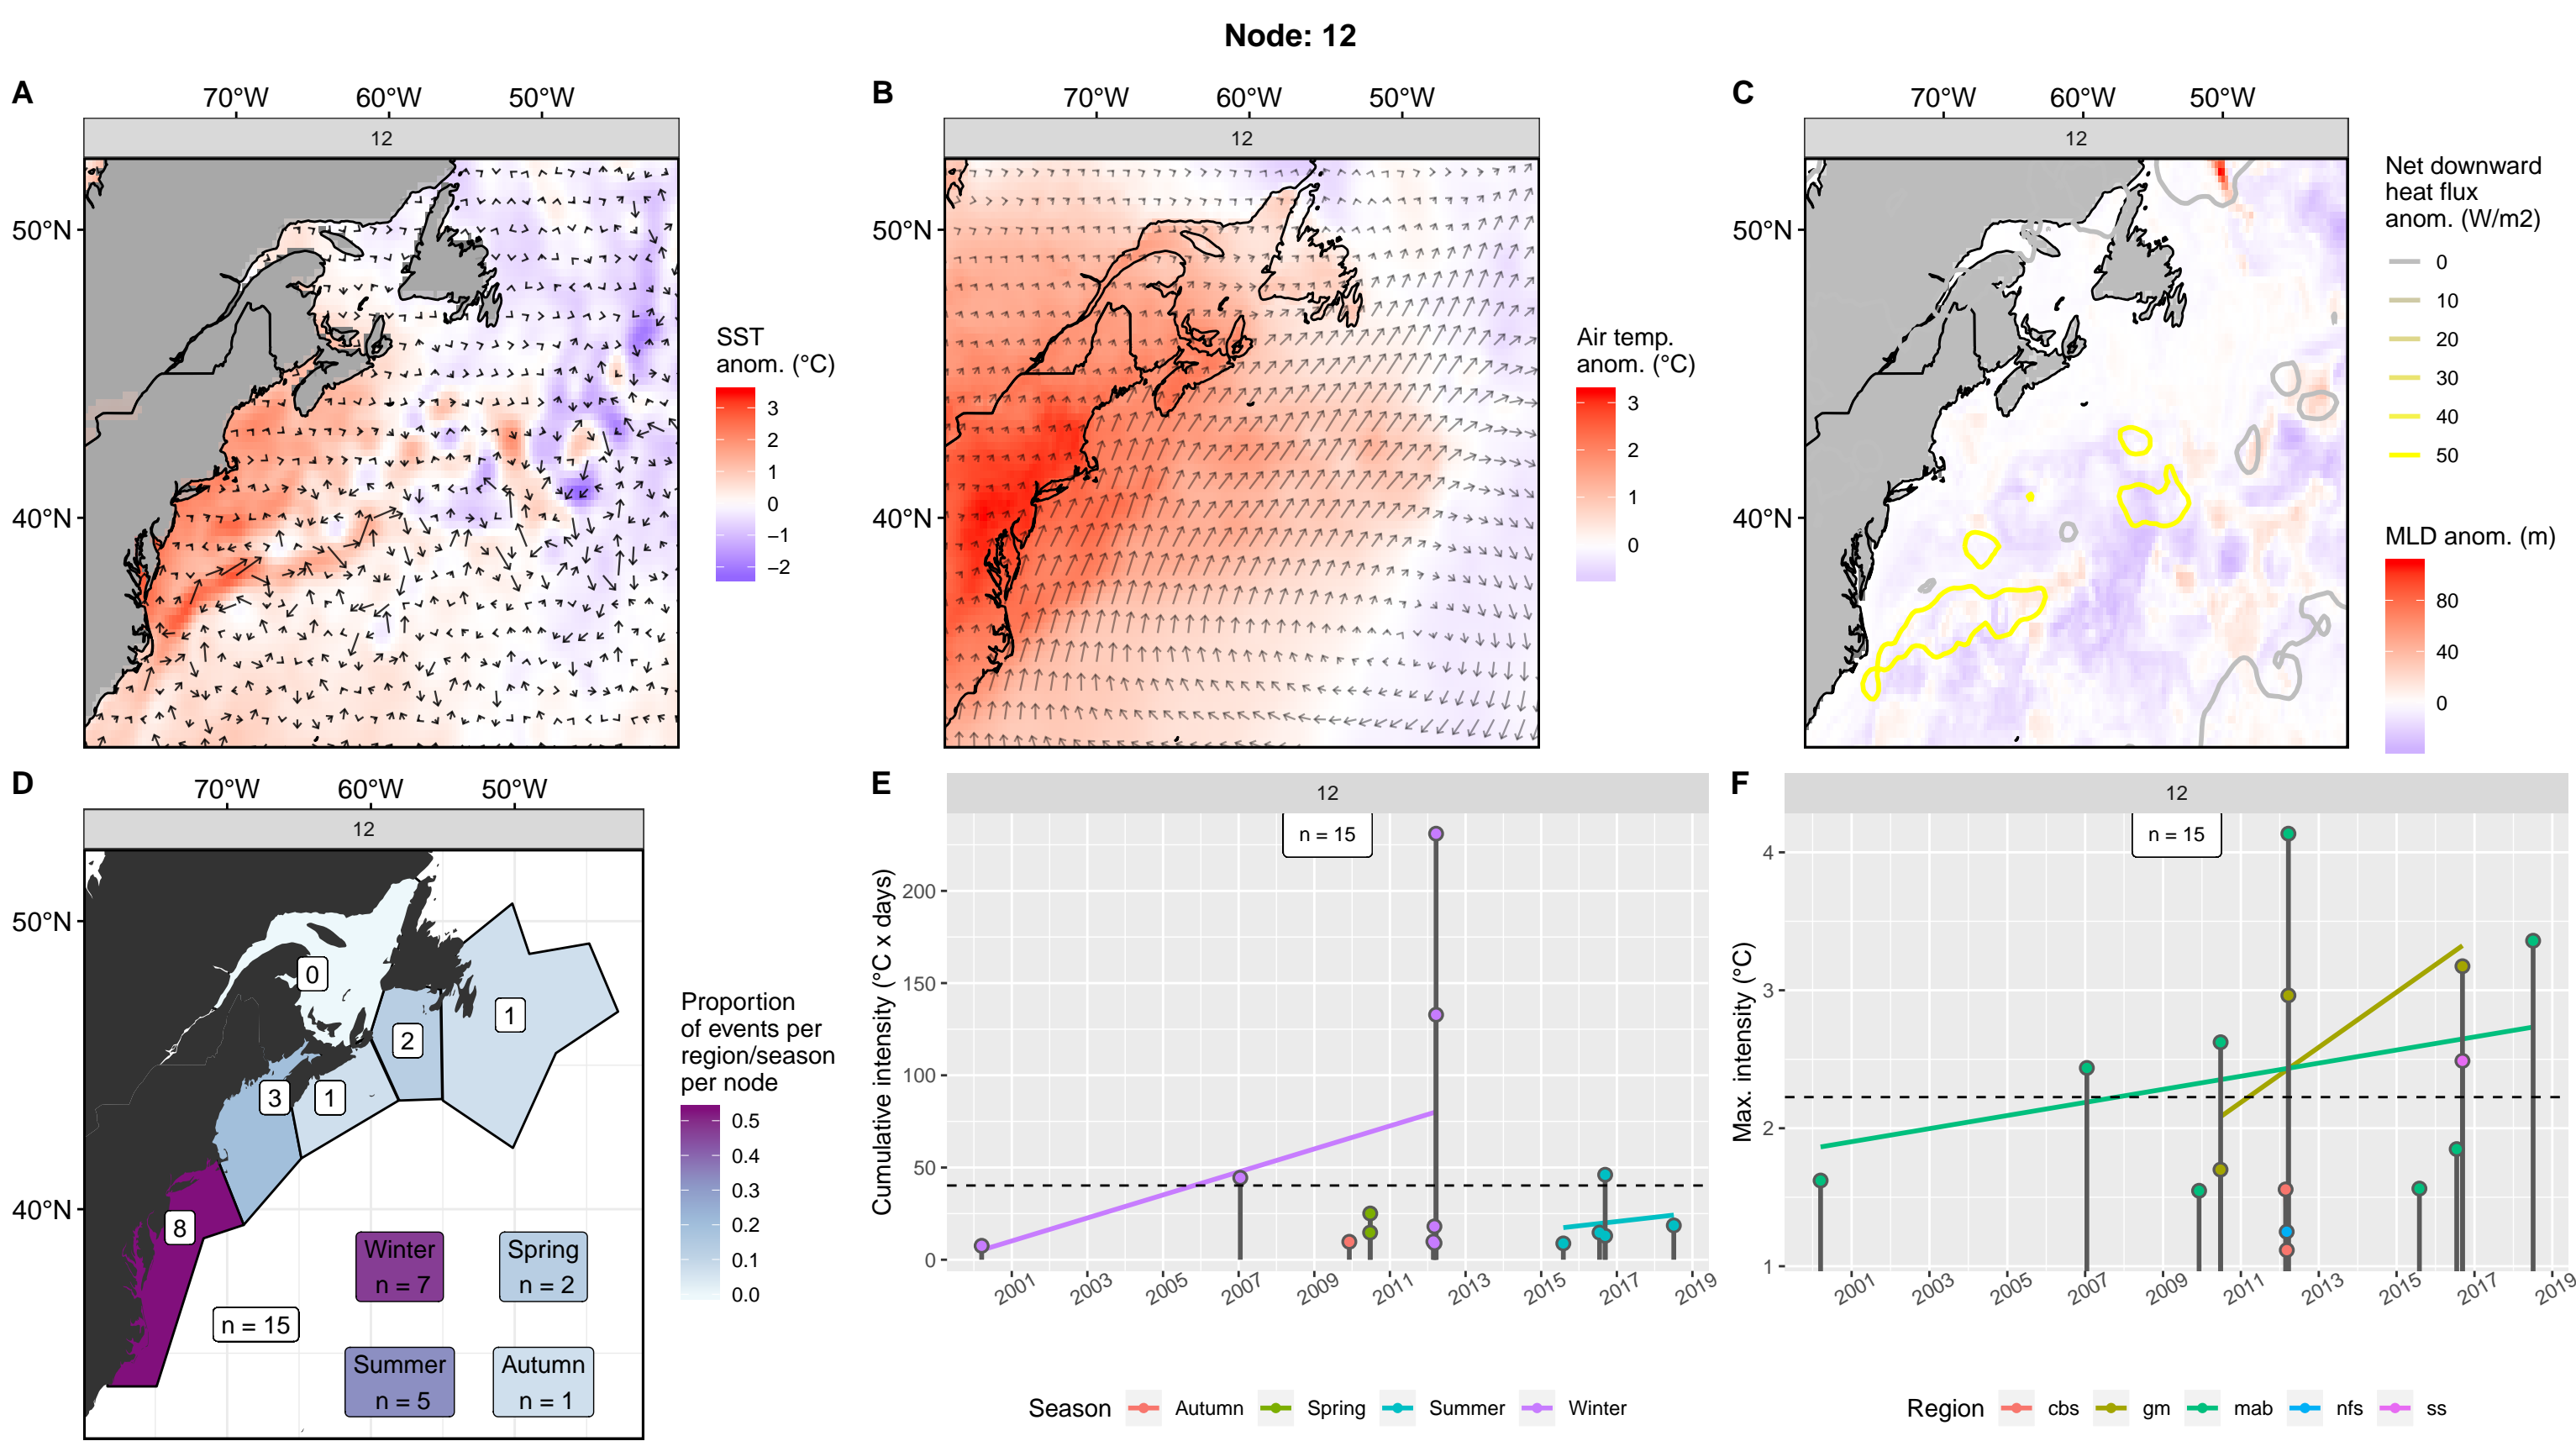 Node: 12
A
70°W 60°W 50°W
12
50°N
40°N
SST
anom. (°C)
3
2
1
0
−1
−2
B
70°W 60°W 50°W
12
50°N
40°N
Air temp.
anom. (°C)
3
2
1
0
C
70°W 60°W 50°W
12
50°N
40°N
Net downward
heat flux
anom. (W/m2)
0
10
20
30
40
50
MLD anom. (m)
80
40
0
D
70°W 60°W 50°W
12
50°N
40°N
0
2
1
3
1
8
n = 15
Winter
n = 7
Spring
n = 2
Summer
n = 5
Autumn
n = 1
Proportion
of events per
region/season
per node
0.5
0.4
0.3
0.2
0.1
0.0
E
12
n = 15
Cumulative intensity (°C x days)
200
150
100
50
0
2001 2003 2005 2007 2009 2011 2013 2015 2017 2019
Season Autumn Spring Summer Winter
F
12
n = 15
Max. intensity (°C)
4
3
2
1
2001 2003 2005 2007 2009 2011 2013 2015 2017 2019
Region cbs gm mab nfs ss